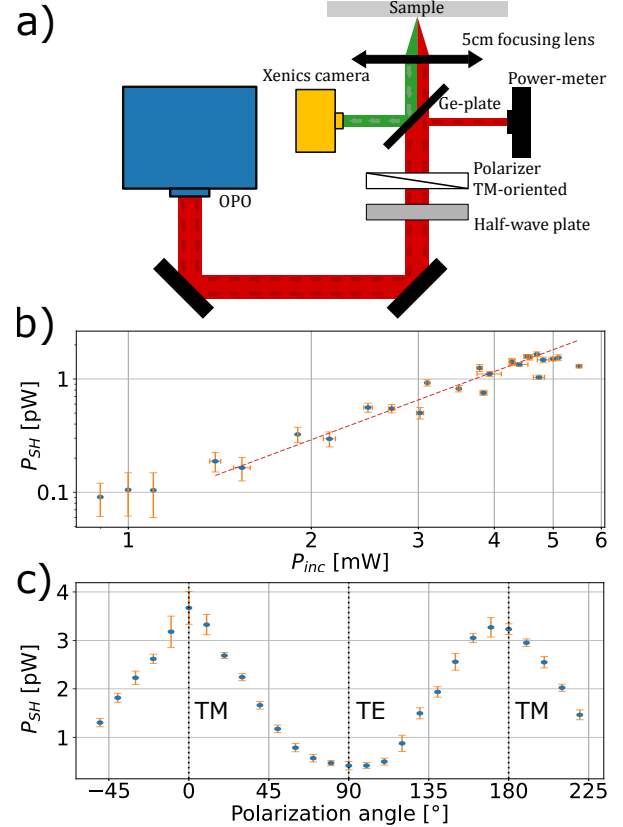 a)
Sample
5cm focusing lens
Xenics camera
Power-meter
Ge-plate
Polarizer
TM-oriented
OPO
Half-wave plate
b)
P_SH [pW]
1
0.1
1
2
3
4
5
6
P_inc [mW]
c)
P_SH [pW]
4
3
2
1
TM
TE
TM
−45
0
45
90
135
180
225
Polarization angle [°]